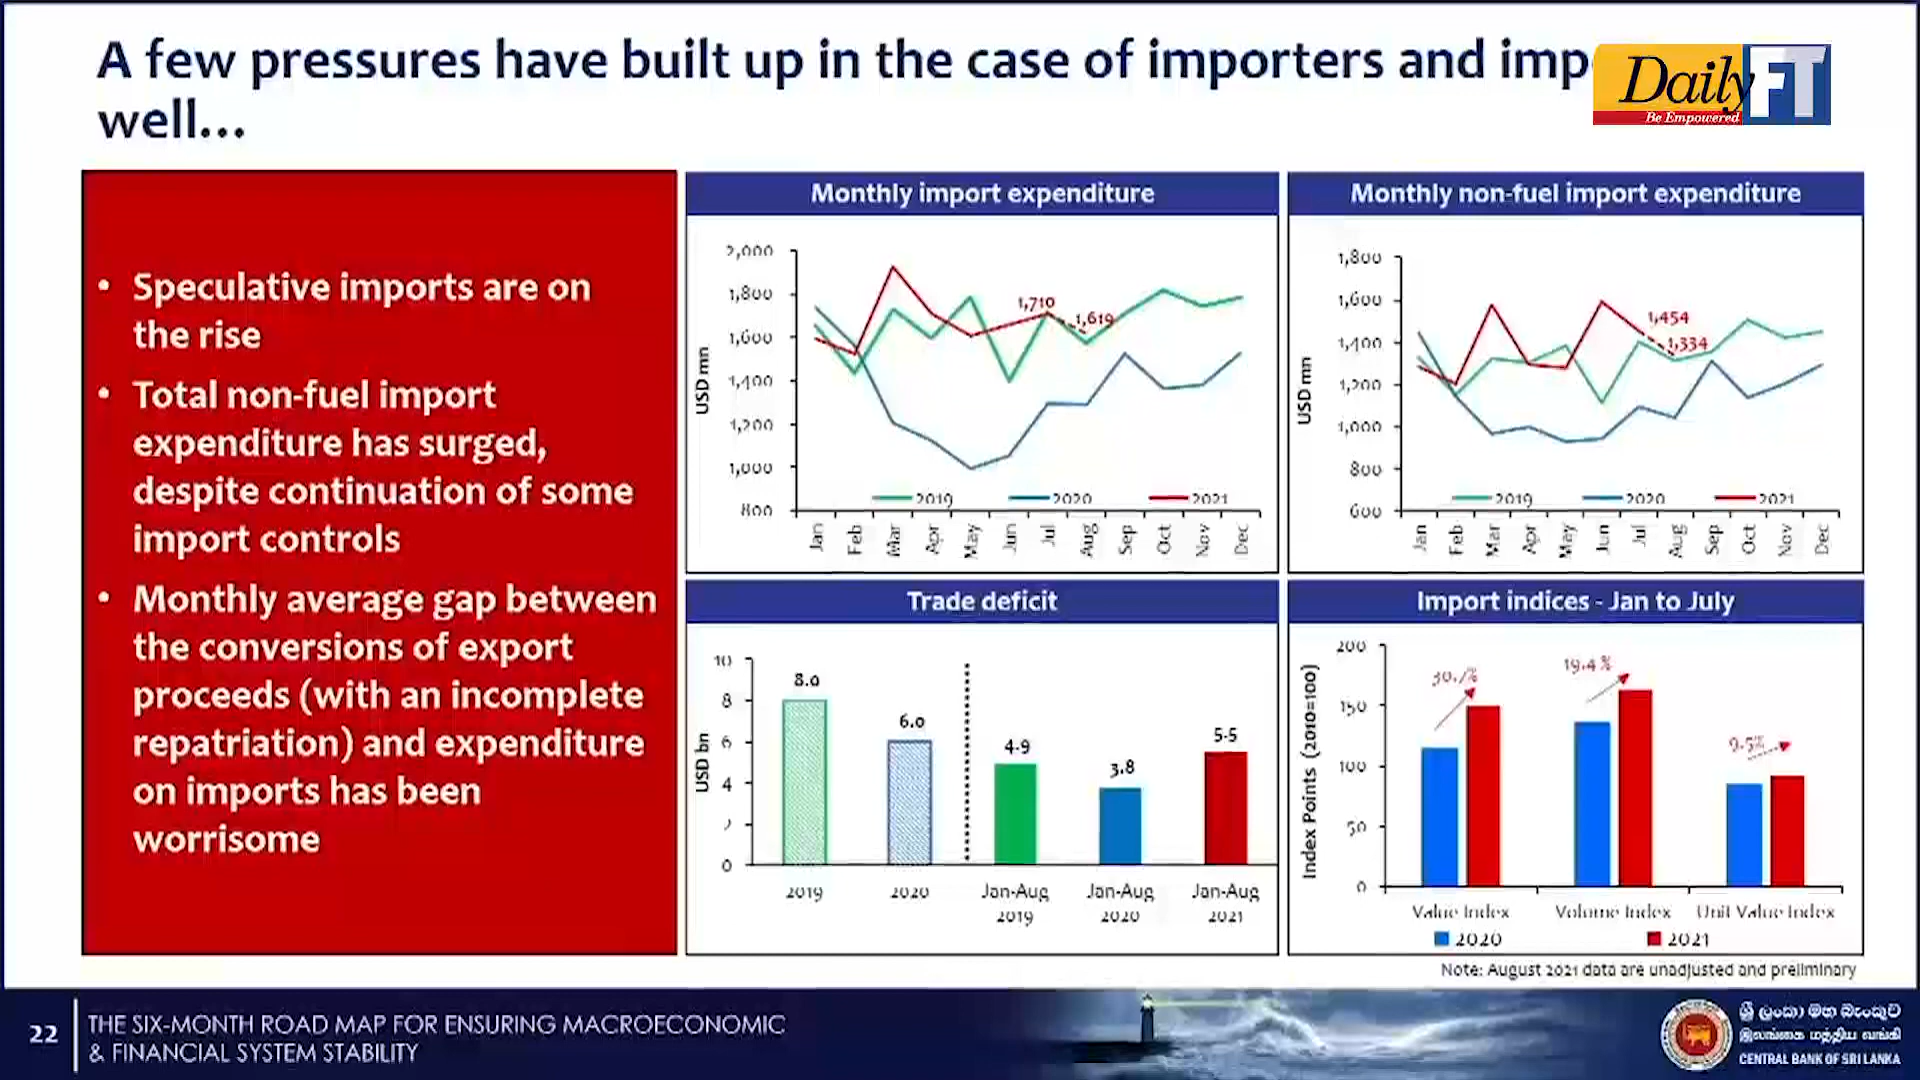 A few pressures have built up in the case of importers and imp
well...
Daily FT
Be Empowered
• Speculative imports are on
the rise
• Total non-fuel import
expenditure has surged,
despite continuation of some
import controls
• Monthly average gap between
the conversions of export
proceeds (with an incomplete
repatriation) and expenditure
on imports has been
worrisome
Monthly import expenditure
USD mn
2,000
1,800
1,600
1,400
1,200
1,000
800
1,710
1,619
2019 2020 2021
Jan Feb Mar Apr May Jun Jul Aug Sep Oct Nov Dec
Monthly non-fuel import expenditure
USD mn
1,800
1,600
1,400
1,200
1,000
800
600
1,454
1,334
2019 2020 2021
Jan Feb Mar Apr May Jun Jul Aug Sep Oct Nov Dec
Trade deficit
USD bn
10
8
6
4
2
0
8.0
6.0
4.9
3.8
5.5
2019 2020 Jan-Aug Jan-Aug Jan-Aug
2019 2020 2021
Import indices - Jan to July
Index Points (2010=100)
200
150
100
50
0
30.7%
19.4%
9.5%
Value Index Volume Index Unit Value Index
2020 2021
Note: August 2021 data are unadjusted and preliminary
22
THE SIX-MONTH ROAD MAP FOR ENSURING MACROECONOMIC
& FINANCIAL SYSTEM STABILITY
ශ්‍රී ලංකා මහ බැංකුව
இலங்கை மத்திய வங்கி
CENTRAL BANK OF SRI LANKA